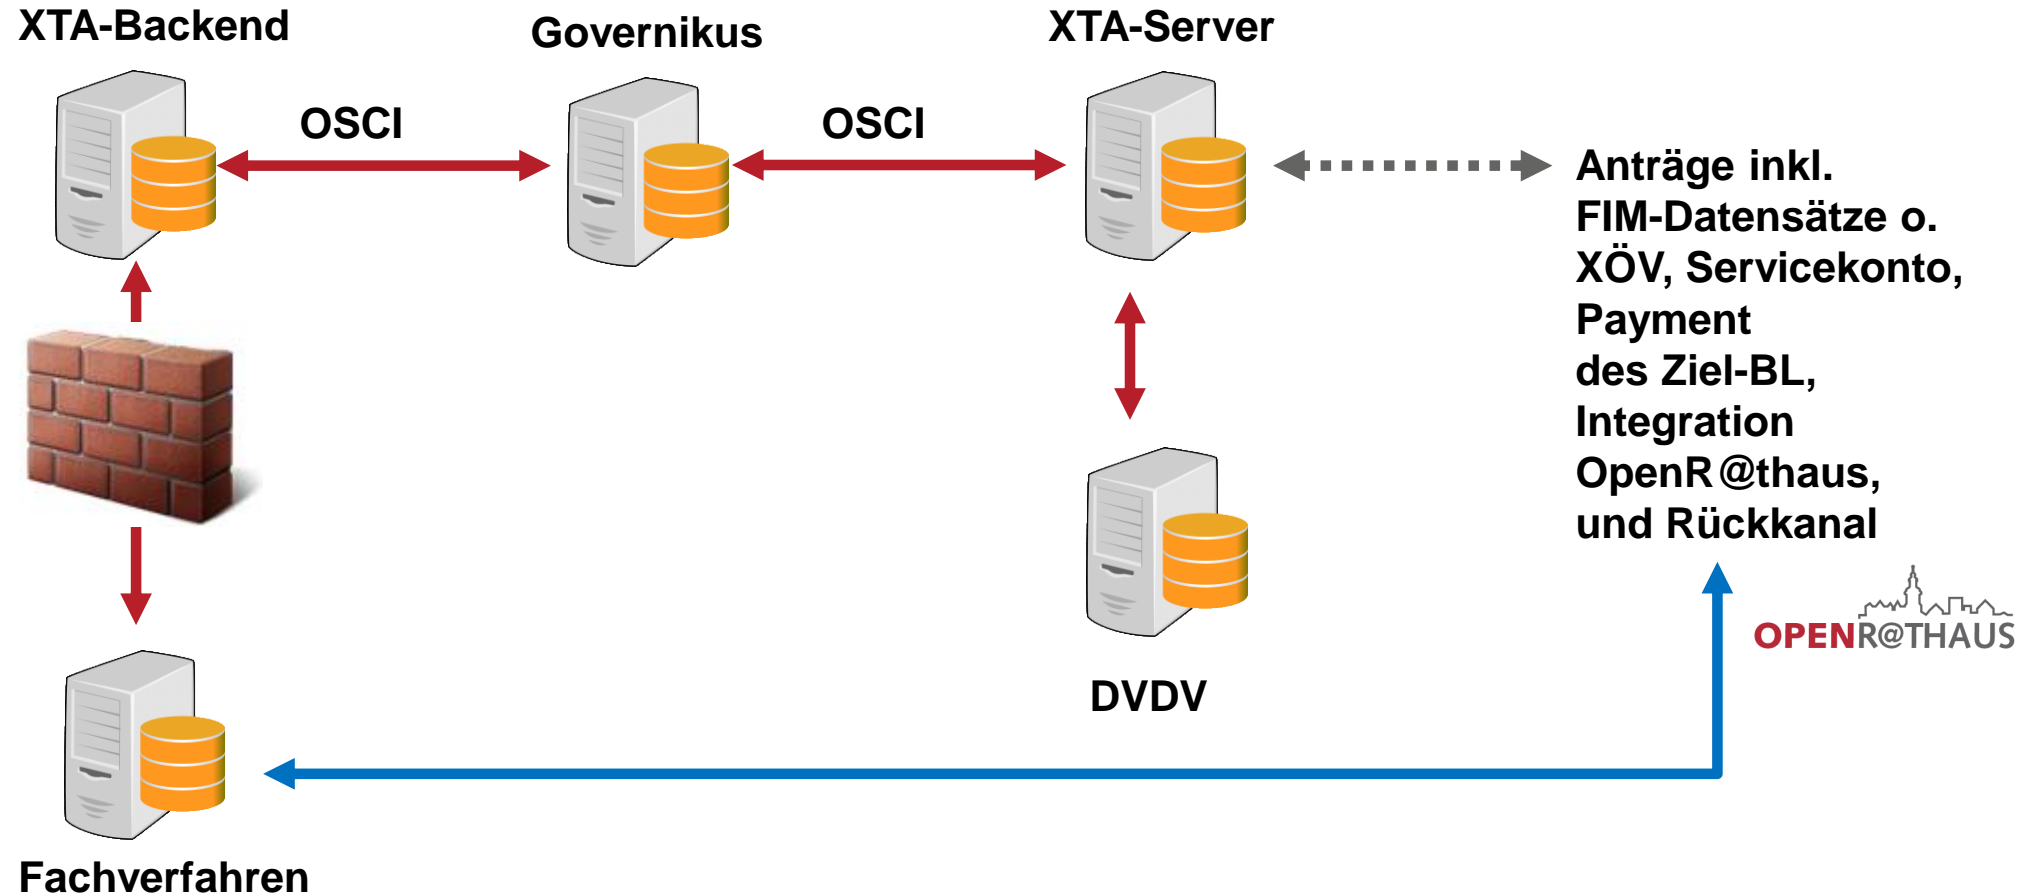 XTA-Backend
Governikus
XTA-Server
OSCI
OSCI
Anträge inkl.
FIM-Datensätze o.
XÖV, Servicekonto,
Payment
des Ziel-BL,
Integration
OpenR@thaus,
und Rückkanal
OPENR@THAUS
DVDV
Fachverfahren